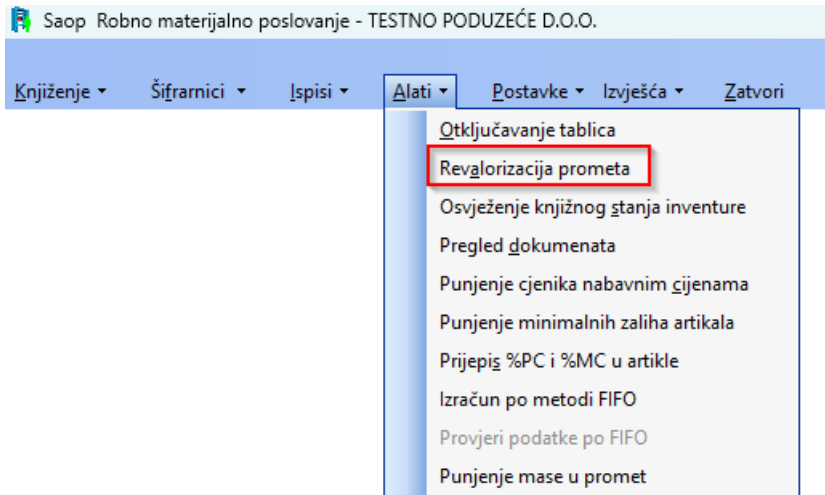 Saop Robno materijalno poslovanje - TESTNO PODUZEĆE D.O.O.
Knjiženje Šifrarnici Ispisi Alati Postavke Izvješća Zatvori
Otključavanje tablica
Revalorizacija prometa
Osvježenje knjižnog stanja inventure
Pregled dokumenata
Punjenje cjenika nabavnim cijenama
Punjenje minimalnih zaliha artikala
Prijepis %PC i %MC u artikle
Izračun po metodi FIFO
Provjeri podatke po FIFO
Punjenje mase u promet